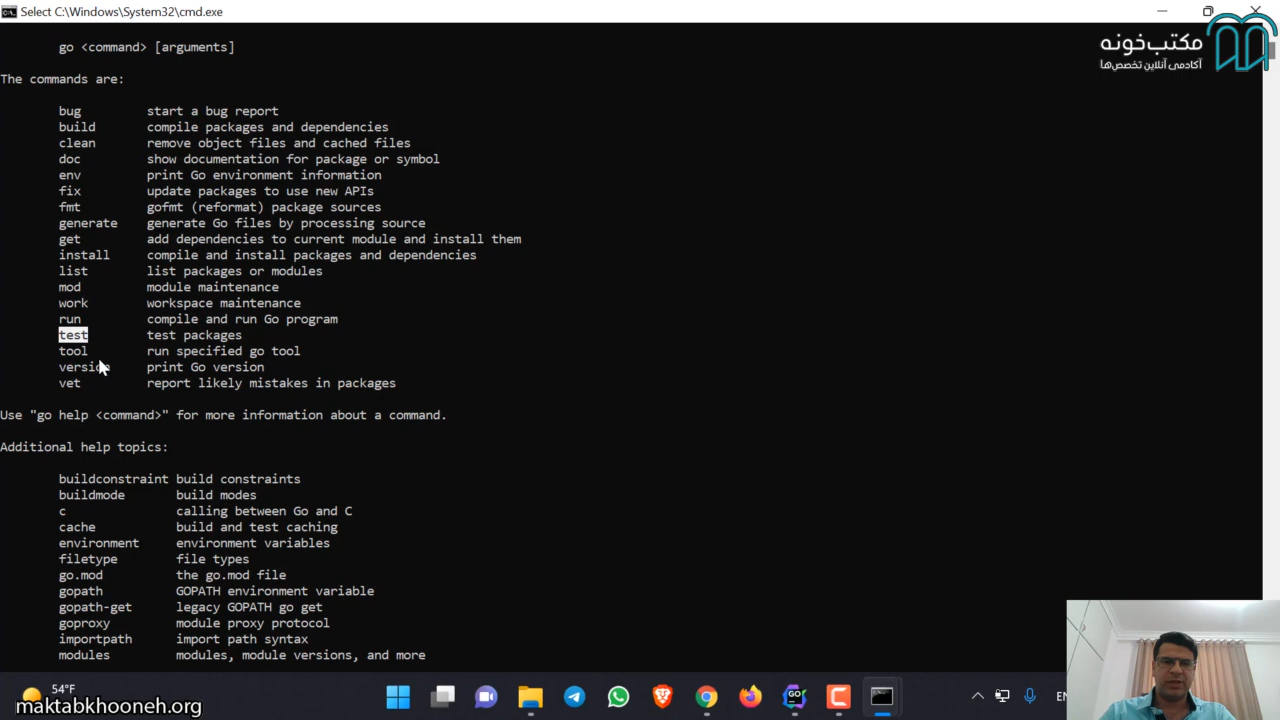 Select C:\Windows\System32\cmd.exe
مکتب‌خونه
آکادمی آنلاین تخصص‌ها
go <command> [arguments]
The commands are:
bug start a bug report
build compile packages and dependencies
clean remove object files and cached files
doc show documentation for package or symbol
env print Go environment information
fix update packages to use new APIs
fmt gofmt (reformat) package sources
generate generate Go files by processing source
get add dependencies to current module and install them
install compile and install packages and dependencies
list list packages or modules
mod module maintenance
work workspace maintenance
run compile and run Go program
test test packages
tool run specified go tool
version print Go version
vet report likely mistakes in packages
Use "go help <command>" for more information about a command.
Additional help topics:
buildconstraint build constraints
buildmode build modes
c calling between Go and C
cache build and test caching
environment environment variables
filetype file types
go.mod the go.mod file
gopath GOPATH environment variable
gopath-get legacy GOPATH go get
goproxy module proxy protocol
importpath import path syntax
modules modules, module versions, and more
54°F
GO
maktabkhooneh.org